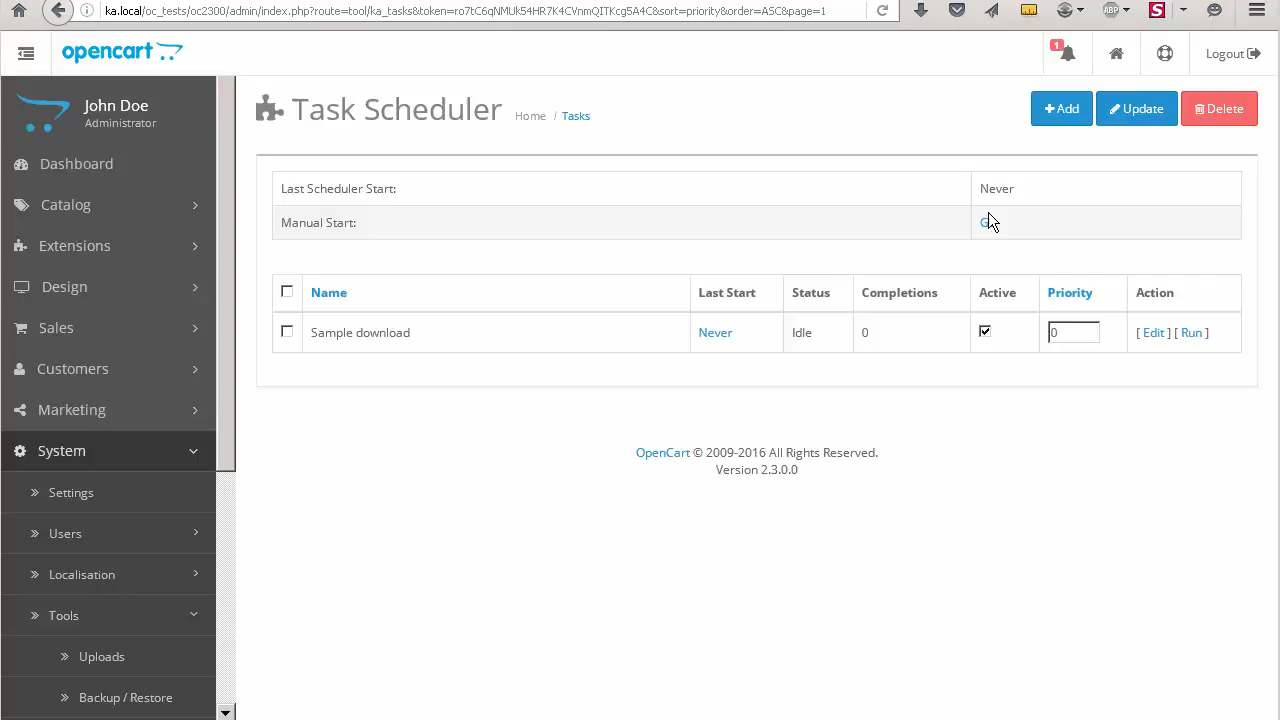 ka.local/oc_tests/oc2300/admin/index.php?route=tool/ka_tasks&token=ro7tC6qNMUk54HR7K4CVnmQITKcg5A4C&sort=priority&order=ASC&page=1
ABP
S
opencart
1
Logout
John Doe
Administrator
Task Scheduler
Home / Tasks
Add
Update
Delete
Dashboard
Catalog
Extensions
Design
Sales
Customers
Marketing
System
Settings
Users
Localisation
Tools
Uploads
Backup / Restore
Last Scheduler Start: Never
Manual Start:
Name Last Start Status Completions Active Priority Action
Sample download Never Idle 0 0 [ Edit ] [ Run ]
OpenCart © 2009-2016 All Rights Reserved.
Version 2.3.0.0